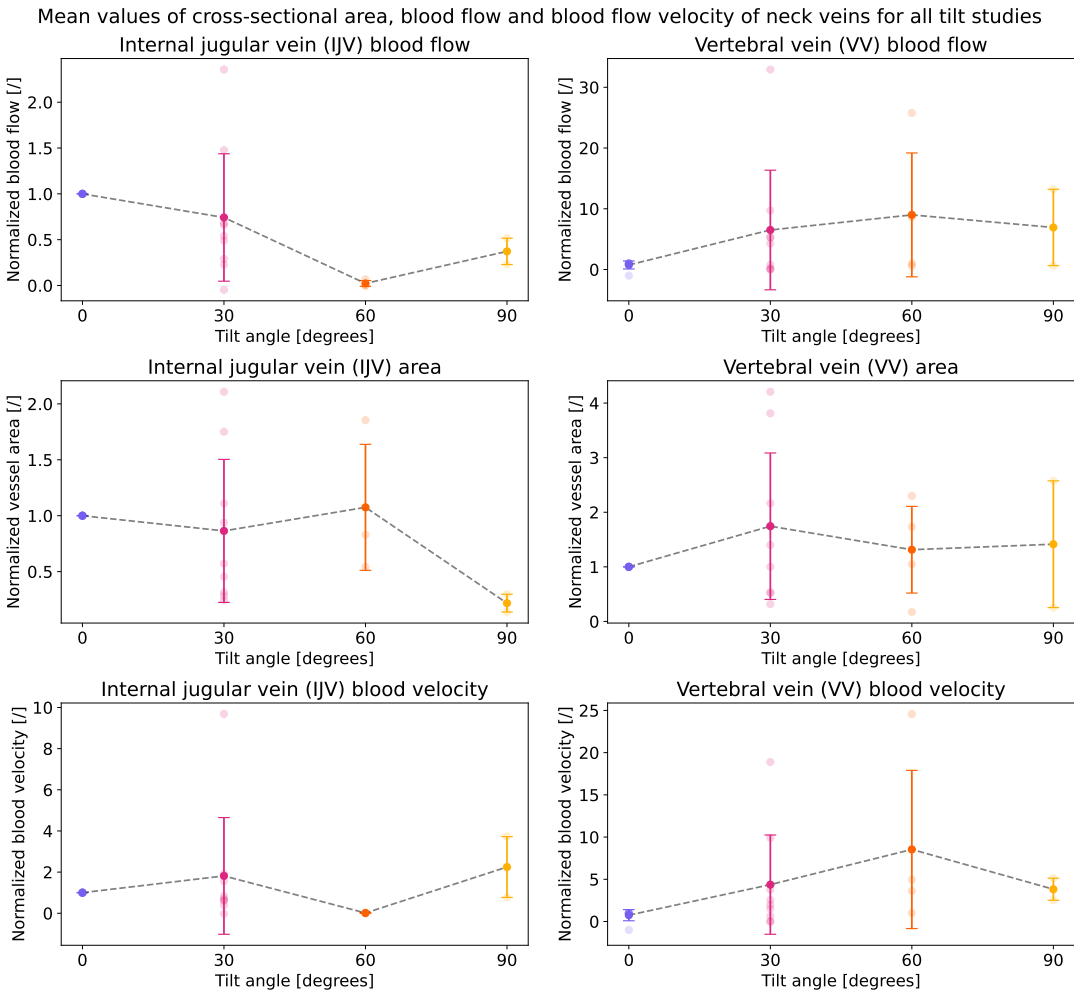 Mean values of cross-sectional area, blood flow and blood flow velocity of neck veins for all tilt studies
Internal jugular vein (IJV) blood flow
Normalized blood flow [/]
2.0
1.5
1.0
0.5
0.0
0 30 60 90
Tilt angle [degrees]
Vertebral vein (VV) blood flow
Normalized blood flow [/]
30
20
10
0
0 30 60 90
Tilt angle [degrees]
Internal jugular vein (IJV) area
Normalized vessel area [/]
2.0
1.5
1.0
0.5
0 30 60 90
Tilt angle [degrees]
Vertebral vein (VV) area
Normalized vessel area [/]
4
3
2
1
0
0 30 60 90
Tilt angle [degrees]
Internal jugular vein (IJV) blood velocity
Normalized blood velocity [/]
10
8
6
4
2
0
0 30 60 90
Tilt angle [degrees]
Vertebral vein (VV) blood velocity
Normalized blood velocity [/]
25
20
15
10
5
0
0 30 60 90
Tilt angle [degrees]